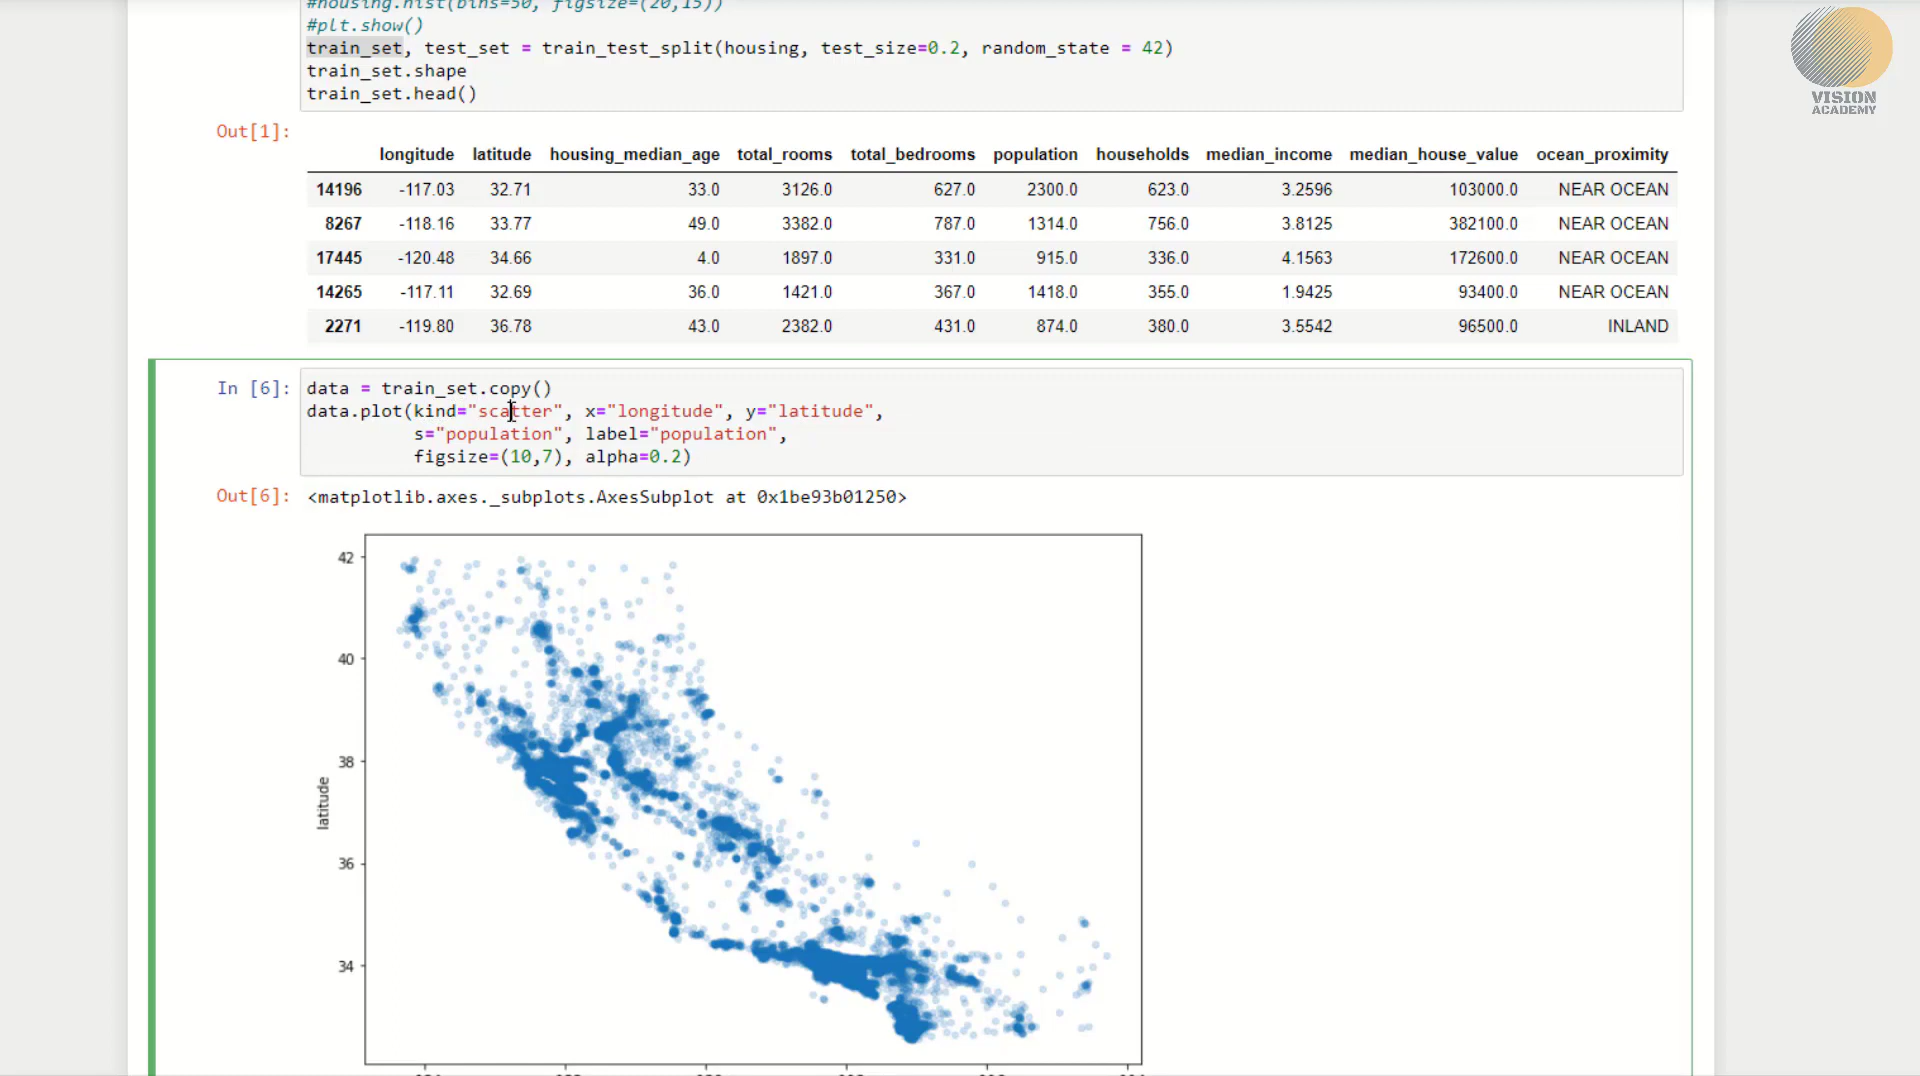 #housing.hist(bins=50, figsize=(20,15))
#plt.show()
train_set, test_set = train_test_split(housing, test_size=0.2, random_state = 42)
train_set.shape
train_set.head()
VISION
ACADEMY
Out[1]:
longitude latitude housing_median_age total_rooms total_bedrooms population households median_income median_house_value ocean_proximity
14196 -117.03 32.71 33.0 3126.0 627.0 2300.0 623.0 3.2596 103000.0 NEAR OCEAN
8267 -118.16 33.77 49.0 3382.0 787.0 1314.0 756.0 3.8125 382100.0 NEAR OCEAN
17445 -120.48 34.66 4.0 1897.0 331.0 915.0 336.0 4.1563 172600.0 NEAR OCEAN
14265 -117.11 32.69 36.0 1421.0 367.0 1418.0 355.0 1.9425 93400.0 NEAR OCEAN
2271 -119.80 36.78 43.0 2382.0 431.0 874.0 380.0 3.5542 96500.0 INLAND
In [6]: data = train_set.copy()
data.plot(kind="scatter", x="longitude", y="latitude",
s="population", label="population",
figsize=(10,7), alpha=0.2)
Out[6]: <matplotlib.axes._subplots.AxesSubplot at 0x1be93b01250>
42
40
38
36
34
latitude